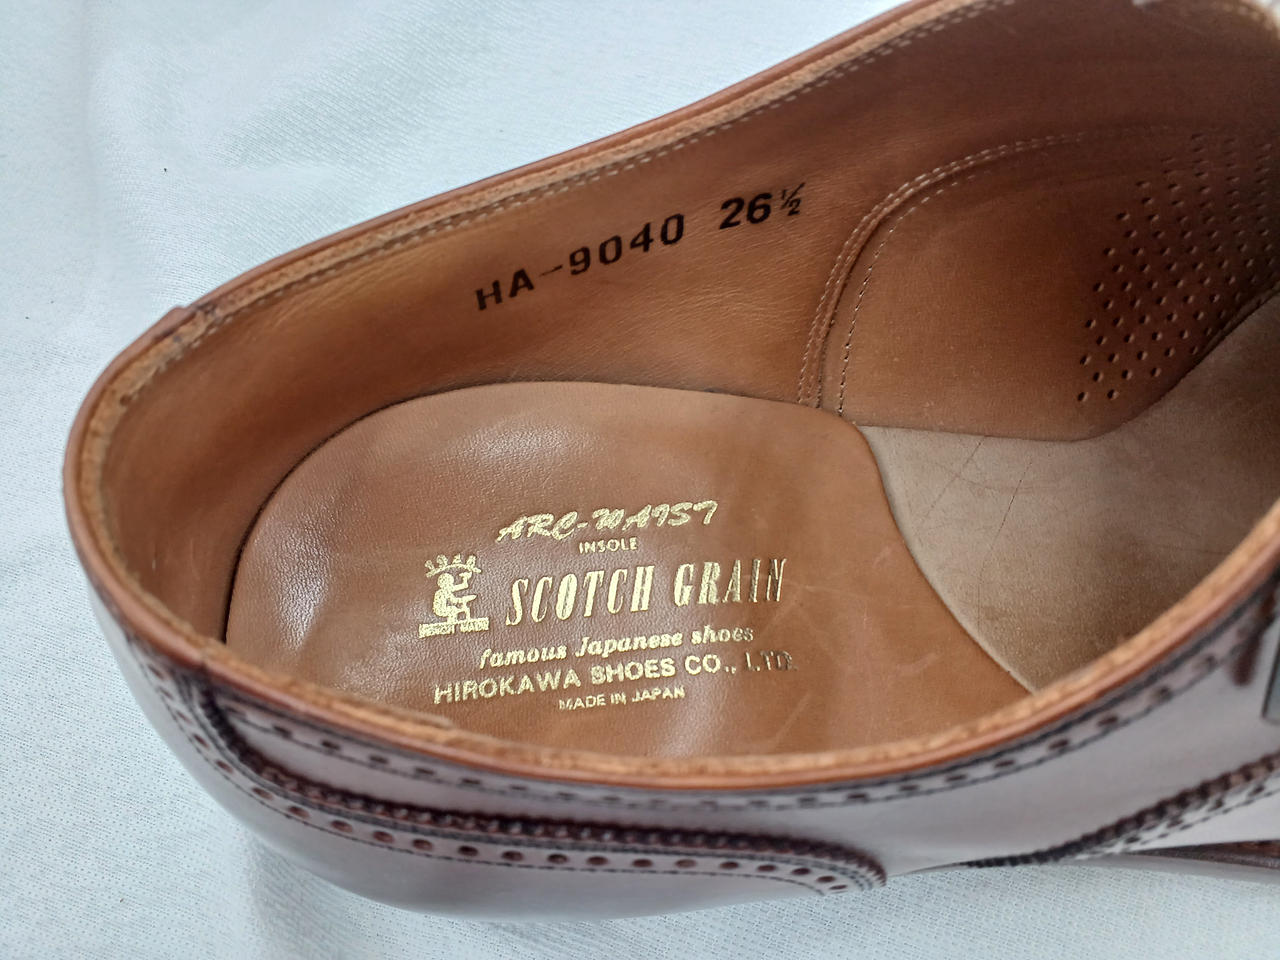 HA-9040 26½
ARC-WAIST
INSOLE
SCOTCH GRAIN
famous Japanese shoes
HIROKAWA SHOES CO., LTD.
MADE IN JAPAN